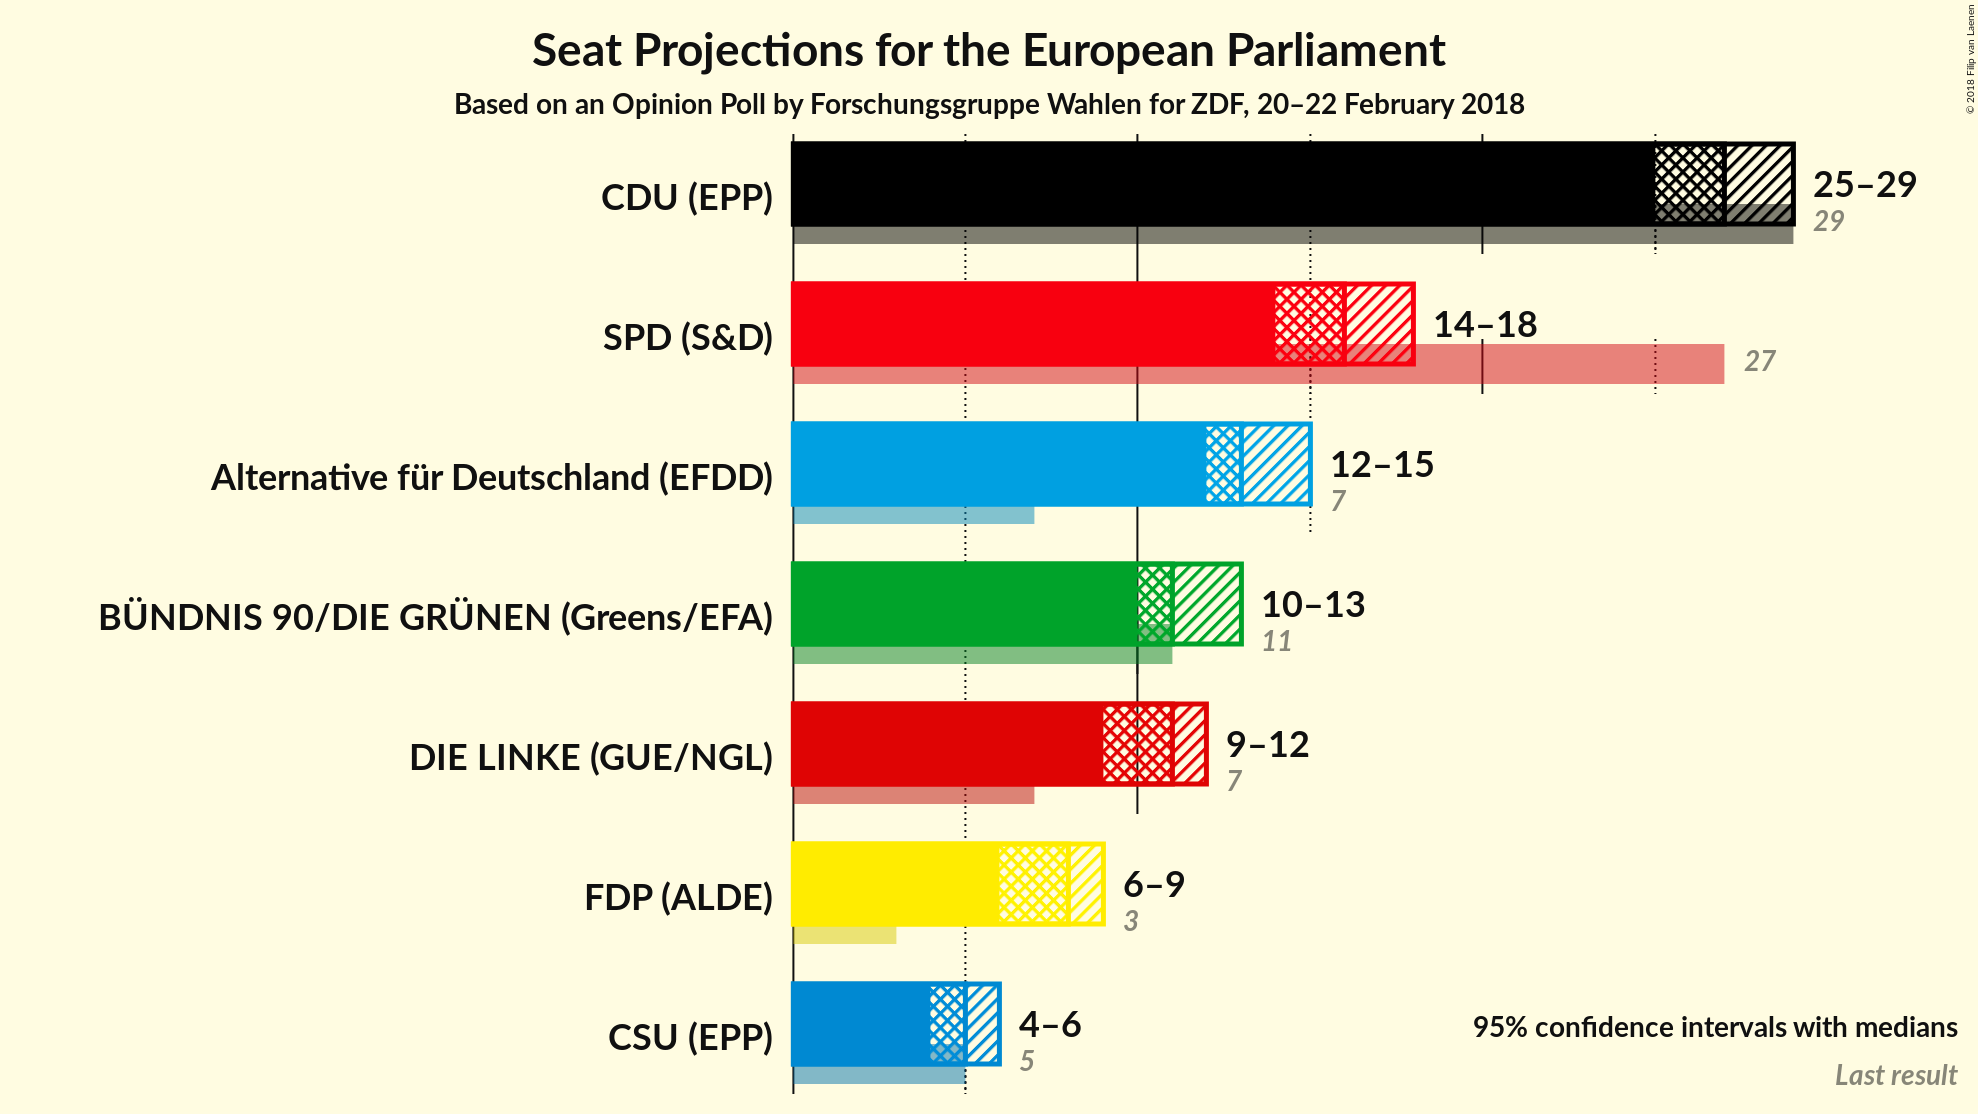 Seat Projections for the European Parliament
Based on an Opinion Poll by Forschungsgruppe Wahlen for ZDF, 20–22 February 2018
© 2018 Filip van Laenen
CDU (EPP)
25–29
29
SPD (S&D)
14–18
27
Alternative für Deutschland (EFDD)
12–15
7
BÜNDNIS 90/DIE GRÜNEN (Greens/EFA)
10–13
11
DIE LINKE (GUE/NGL)
9–12
7
FDP (ALDE)
6–9
3
CSU (EPP)
4–6
5
95% confidence intervals with medians
Last result